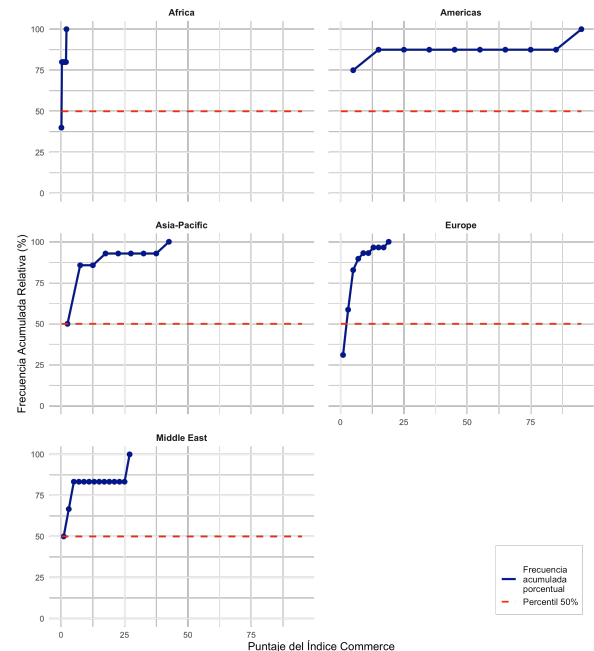 Africa
Americas
100
75
50
25
0
Asia-Pacific
Europe
100
75
50
25
0
0
25
50
75
Middle East
100
75
50
25
0
0
25
50
75
Frecuencia Acumulada Relativa (%)
Puntaje del Índice Commerce
Frecuencia
acumulada
porcentual
Percentil 50%